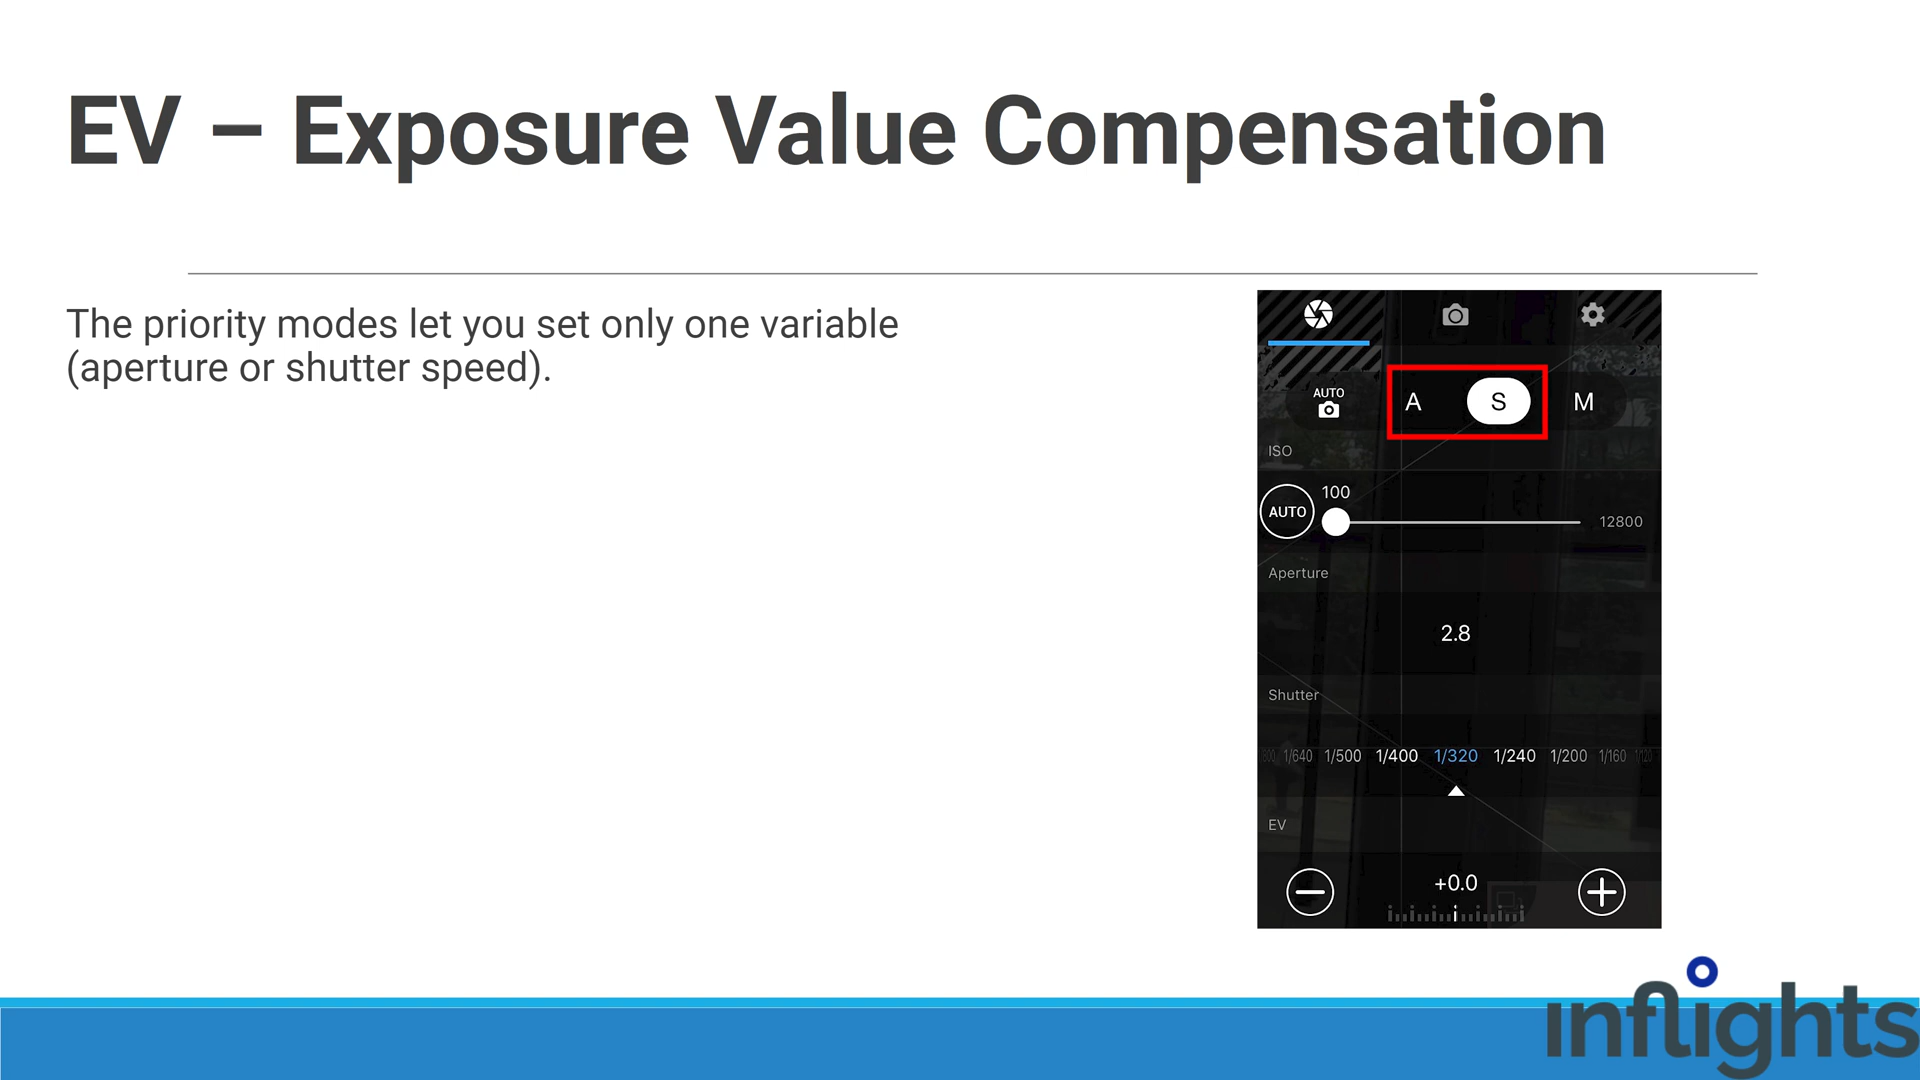 EV – Exposure Value Compensation
The priority modes let you set only one variable
(aperture or shutter speed).
AUTO
A S M
ISO
AUTO 100 12800
Aperture
2.8
Shutter
1/640 1/500 1/400 1/320 1/240 1/200 1/160
EV
+0.0
inflights